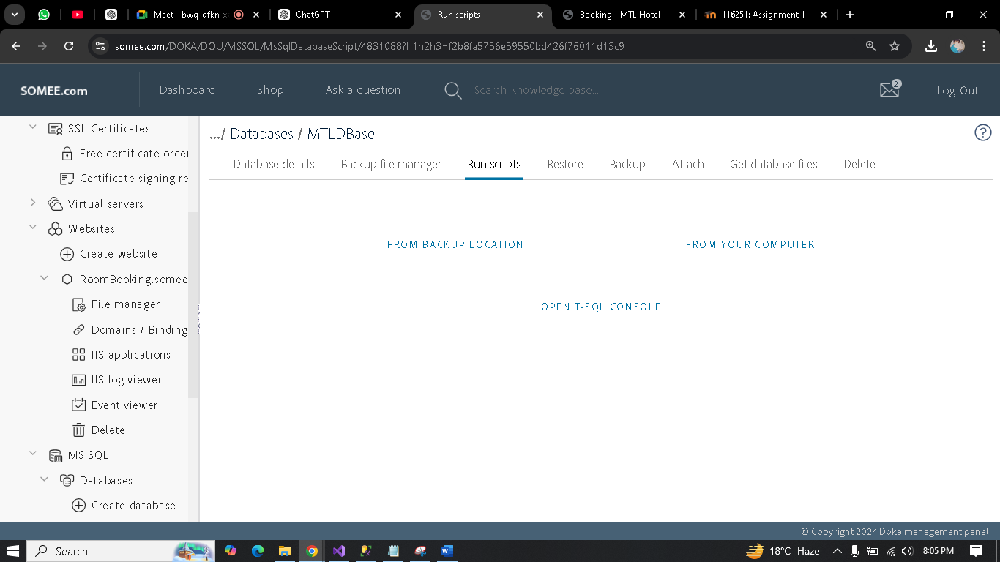 Meet - bwq-dfkn-x
ChatGPT
Run scripts
Booking - MTL Hotel
116251: Assignment 1
somee.com/DOKA/DOU/MSSQL/MsSqlDatabaseScript/4831088?h1h2h3=f2b8fa5756e59550bd426f76011d13c9
SOMEE.com
Dashboard
Shop
Ask a question
Search knowledge base...
2
Log Out
SSL Certificates
Free certificate order
Certificate signing re
Virtual servers
Websites
Create website
RoomBooking.somee
File manager
Domains / Binding
IIS applications
IIS log viewer
Event viewer
Delete
MS SQL
Databases
Create database
.../ Databases / MTLDBase
?
Database details
Backup file manager
Run scripts
Restore
Backup
Attach
Get database files
Delete
FROM BACKUP LOCATION
FROM YOUR COMPUTER
OPEN T-SQL CONSOLE
© Copyright 2024 Doka management panel
Search
18°C Haze
8:05 PM